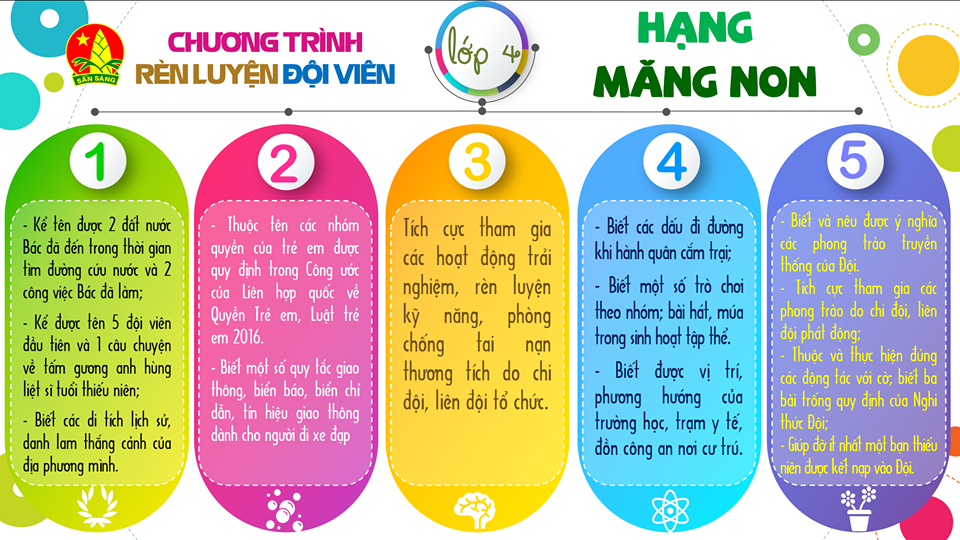 SẴN SÀNG
CHƯƠNG TRÌNH
RÈN LUYỆN ĐỘI VIÊN
lớp 4
HẠNG
MĂNG NON
1
- Kể tên được 2 đất nước
Bác đã đến trong thời gian
tìm đường cứu nước và 2
công việc Bác đã làm;
- Kể được tên 5 đội viên
đầu tiên và 1 câu chuyện
về tấm gương anh hùng
liệt sĩ tuổi thiếu niên;
- Biết các di tích lịch sử,
danh lam thắng cảnh của
địa phương mình.
2
- Thuộc tên các nhóm
quyền của trẻ em được
quy định trong Công ước
của Liên hợp quốc về
Quyền Trẻ em, Luật trẻ
em 2016.
- Biết một số quy tắc giao
thông, biển báo, biển chỉ
dẫn, tín hiệu giao thông
dành cho người đi xe đạp
3
Tích cực tham gia
các hoạt động trải
nghiệm, rèn luyện
kỹ năng, phòng
chống tai nạn
thương tích do chi
đội, liên đội tổ chức.
4
- Biết các dấu đi đường
khi hành quân cắm trại;
- Biết một số trò chơi
theo nhóm; bài hát, múa
trong sinh hoạt tập thể.
- Biết được vị trí,
phương hướng của
trường học, trạm y tế,
đồn công an nơi cư trú.
5
- Biết và nêu được ý nghĩa
các phong trào truyền
thống của Đội.
- Tích cực tham gia các
phong trào do chi đội, liên
đội phát động;
- Thuộc và thực hiện đúng
các động tác với cờ; biết ba
bài trống quy định của Nghi
thức Đội;
- Giúp đỡ ít nhất một bạn thiếu
niên được kết nạp vào Đội.